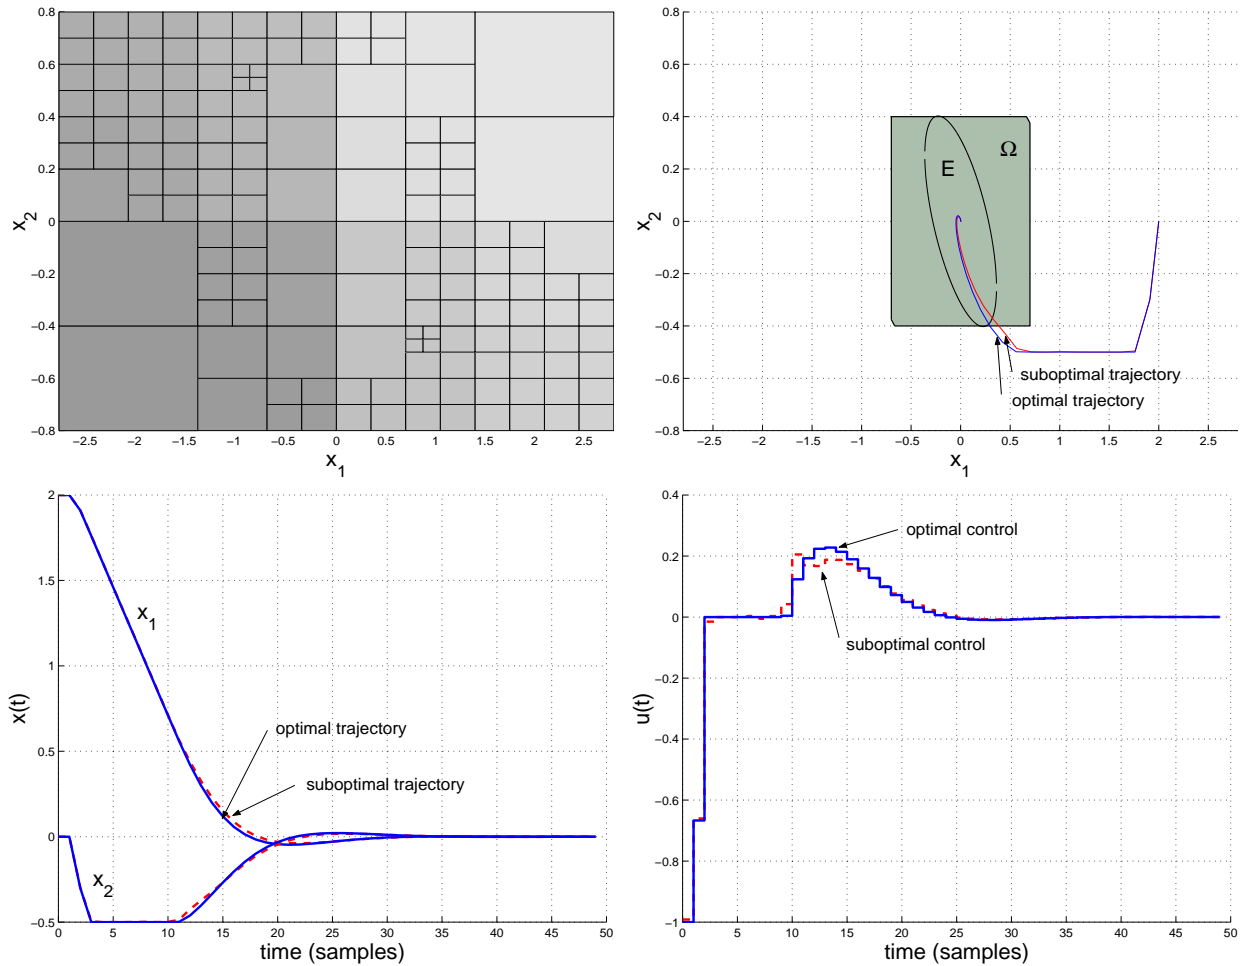 0.8
0.6
0.4
0.2
0
−0.2
−0.4
−0.6
−0.8
x2
−2.5 −2 −1.5 −1 −0.5 0 0.5 1 1.5 2 2.5
x1
0.8
0.6
0.4
0.2
0
−0.2
−0.4
−0.6
−0.8
x2
Ω
E
suboptimal trajectory
optimal trajectory
−2.5 −2 −1.5 −1 −0.5 0 0.5 1 1.5 2 2.5
x1
2
1.5
1
0.5
0
−0.5
x(t)
x1
optimal trajectory
suboptimal trajectory
x2
0 5 10 15 20 25 30 35 40 45 50
time (samples)
0.4
0.2
0
−0.2
−0.4
−0.6
−0.8
−1
u(t)
optimal control
suboptimal control
0 5 10 15 20 25 30 35 40 45 50
time (samples)